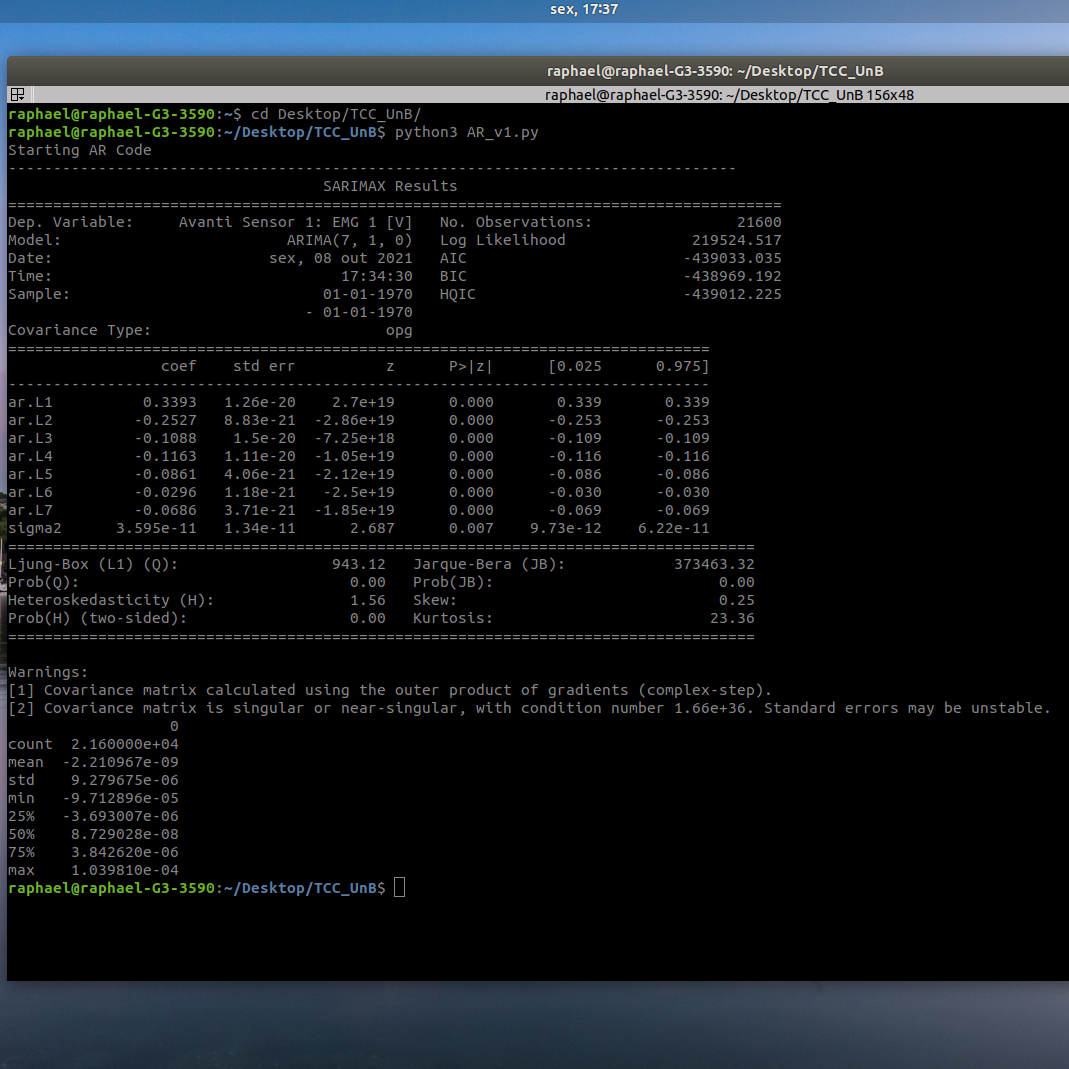 sex, 17:37
raphael@raphael-G3-3590: ~/Desktop/TCC_UnB
raphael@raphael-G3-3590: ~/Desktop/TCC_UnB 156x48
raphael@raphael-G3-3590:~$ cd Desktop/TCC_UnB/
raphael@raphael-G3-3590:~/Desktop/TCC_UnB$ python3 AR_v1.py
Starting AR Code
---------------------------------------------------------------------------------
                                   SARIMAX Results
======================================================================================
Dep. Variable:     Avanti Sensor 1: EMG 1 [V]   No. Observations:                21600
Model:                         ARIMA(7, 1, 0)   Log Likelihood              219524.517
Date:                        sex, 08 out 2021   AIC                        -439033.035
Time:                                17:34:30   BIC                        -438969.192
Sample:                            01-01-1970   HQIC                       -439012.225
                                 - 01-01-1970
Covariance Type:                          opg
==============================================================================
                 coef    std err          z      P>|z|      [0.025      0.975]
------------------------------------------------------------------------------
ar.L1          0.3393   1.26e-20    2.7e+19      0.000       0.339       0.339
ar.L2         -0.2527   8.83e-21  -2.86e+19      0.000      -0.253      -0.253
ar.L3         -0.1088    1.5e-20  -7.25e+18      0.000      -0.109      -0.109
ar.L4         -0.1163   1.11e-20  -1.05e+19      0.000      -0.116      -0.116
ar.L5         -0.0861   4.06e-21  -2.12e+19      0.000      -0.086      -0.086
ar.L6         -0.0296   1.18e-21   -2.5e+19      0.000      -0.030      -0.030
ar.L7         -0.0686   3.71e-21  -1.85e+19      0.000      -0.069      -0.069
sigma2      3.595e-11   1.34e-11      2.687      0.007    9.73e-12    6.22e-11
===================================================================================
Ljung-Box (L1) (Q):                 943.12   Jarque-Bera (JB):            373463.32
Prob(Q):                              0.00   Prob(JB):                         0.00
Heteroskedasticity (H):               1.56   Skew:                             0.25
Prob(H) (two-sided):                  0.00   Kurtosis:                        23.36
===================================================================================
Warnings:
[1] Covariance matrix calculated using the outer product of gradients (complex-step).
[2] Covariance matrix is singular or near-singular, with condition number 1.66e+36. Standard errors may be unstable.
                  0
count  2.160000e+04
mean  -2.210967e-09
std    9.279675e-06
min   -9.712896e-05
25%   -3.693007e-06
50%    8.729028e-08
75%    3.842620e-06
max    1.039810e-04
raphael@raphael-G3-3590:~/Desktop/TCC_UnB$